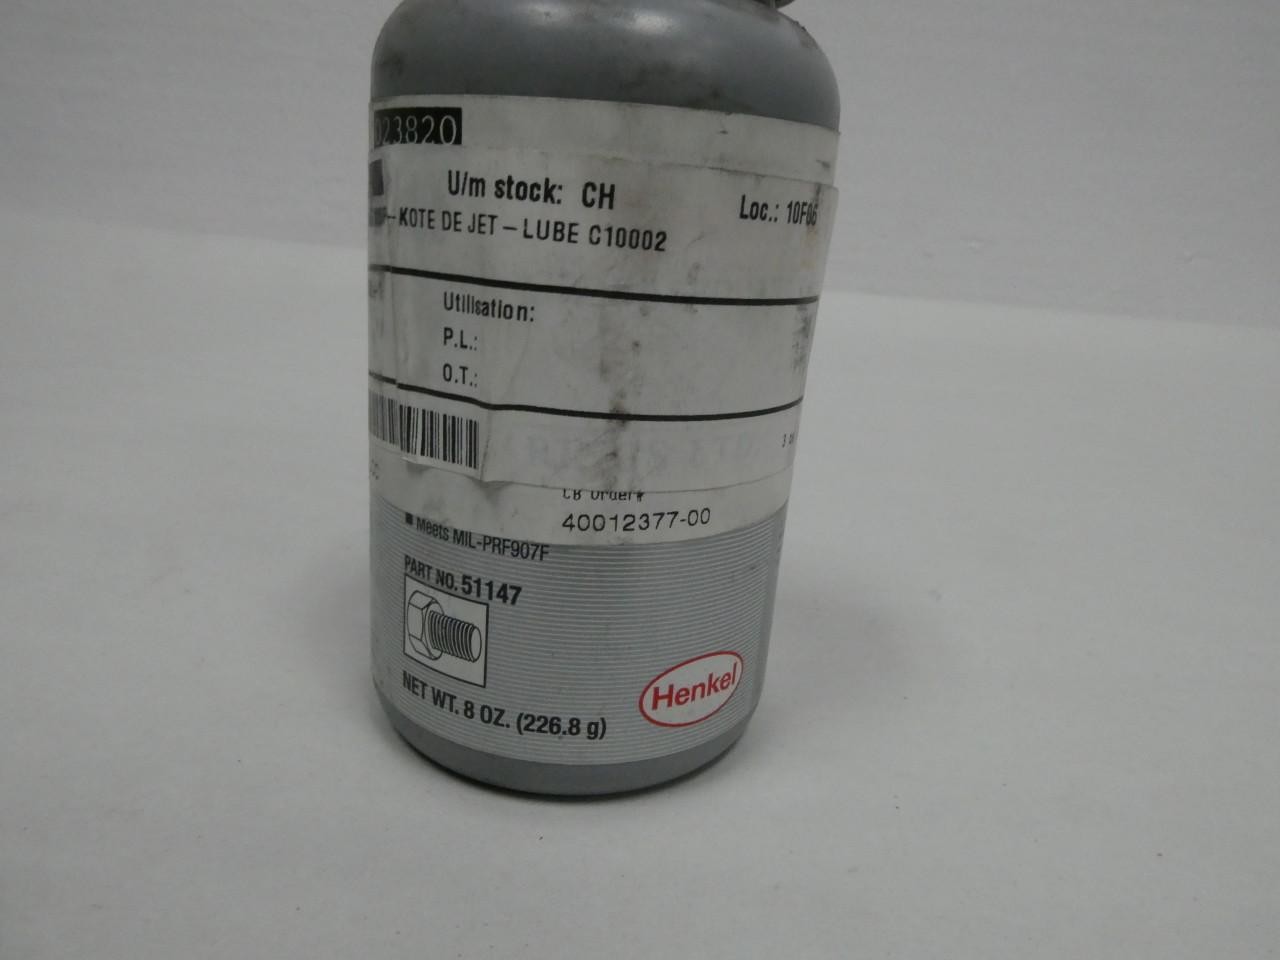 23820
U/m stock: CH
Loc.: 10F06
-KOTE DE JET-LUBE C10002
Utilisation:
P.L.:
O.T.:
CB Order#
40012377-00
■ Meets MIL-PRF907F
PART NO. 51147
Henkel
NET WT. 8 OZ. (226.8 g)